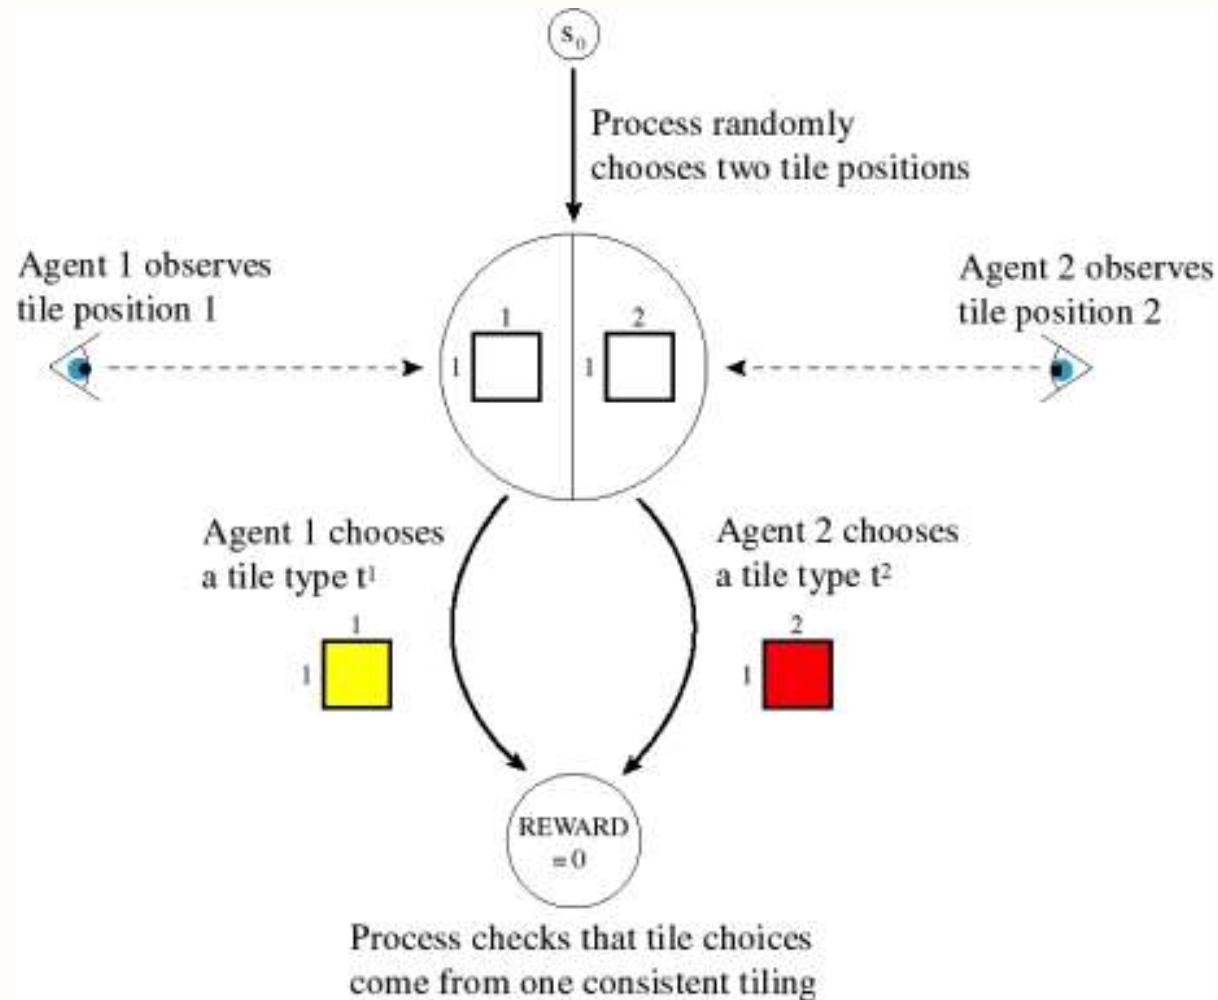 s₀
Process randomly
chooses two tile positions
Agent 1 observes
tile position 1
Agent 2 observes
tile position 2
1
2
1
1
Agent 1 chooses
a tile type t¹
Agent 2 chooses
a tile type t²
1
2
1
1
REWARD
= 0
Process checks that tile choices
come from one consistent tiling